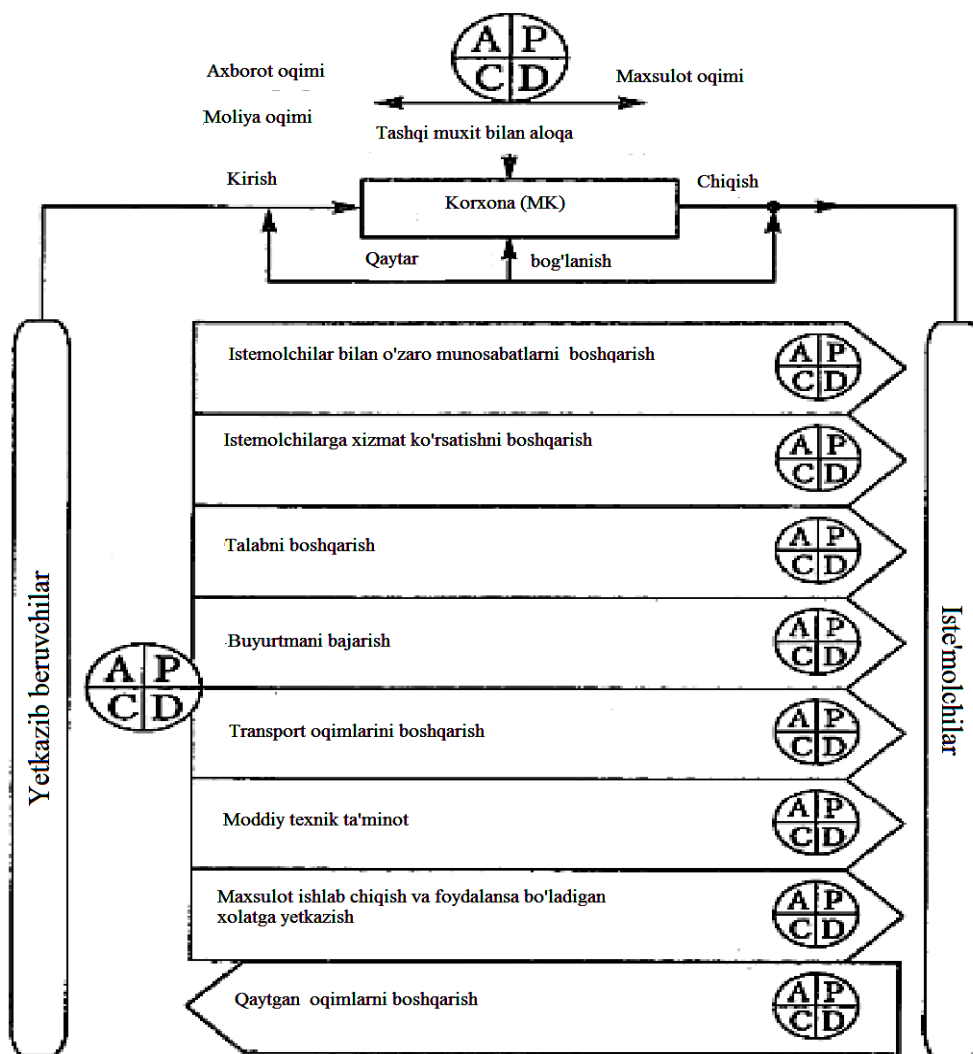 A P
C D
Axborot oqimi
Maxsulot oqimi
Moliya oqimi
Tashqi muxit bilan aloqa
Kirish
Chiqish
Korxona (MK)
Qaytar
bog'lanish
Yetkazib beruvchilar
Istemolchilar bilan o'zaro munosabatlarni boshqarish
A P
C D
Istemolchilarga xizmat ko'rsatishni boshqarish
A P
C D
Talabni boshqarish
A P
C D
Buyurtmani bajarish
A P
C D
A P
C D
Transport oqimlarini boshqarish
A P
C D
Moddiy texnik ta'minot
A P
C D
Maxsulot ishlab chiqish va foydalansa bo'ladigan
xolatga yetkazish
A P
C D
Qaytgan oqimlarni boshqarish
A P
C D
Iste'molchilar